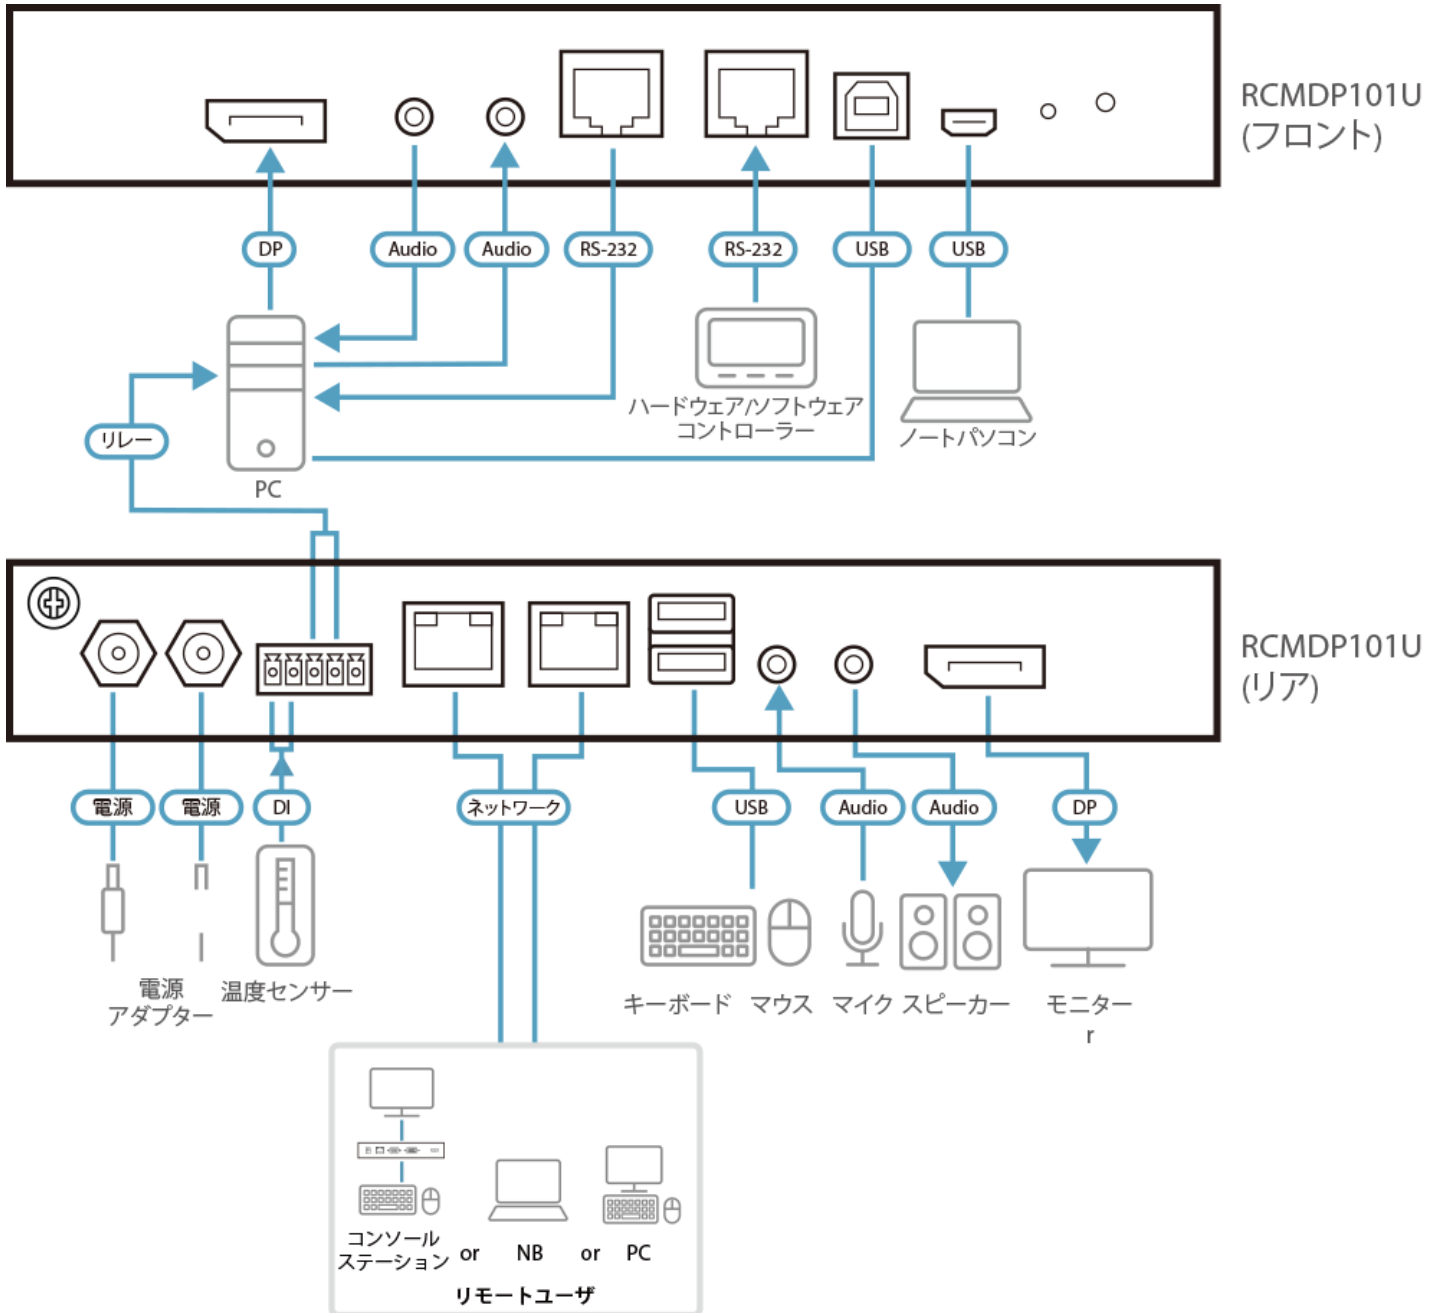 RCMDP101U
(フロント)
DP
Audio
Audio
RS-232
RS-232
USB
USB
ハードウェア/ソフトウェア
コントローラー
ノートパソコン
リレー
PC
RCMDP101U
(リア)
電源
電源
DI
ネットワーク
USB
Audio
Audio
DP
電源
アダプター
温度センサー
キーボード
マウス
マイク
スピーカー
モニター
r
コンソール
ステーション
or
NB
or
PC
リモートユーザ